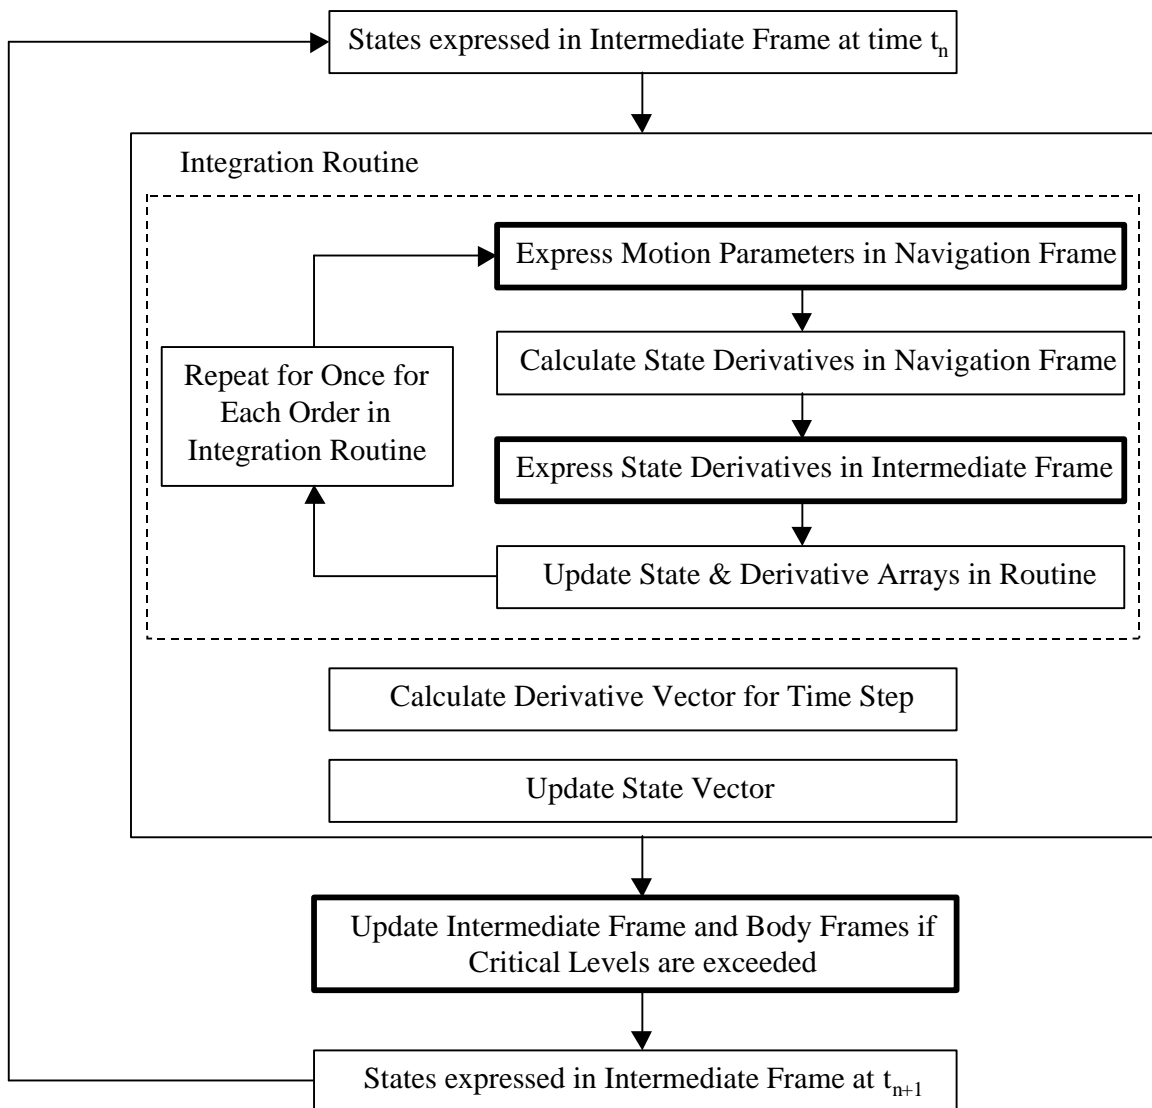 States expressed in Intermediate Frame at time tₙ
Integration Routine
Express Motion Parameters in Navigation Frame
Calculate State Derivatives in Navigation Frame
Repeat for Once for
Each Order in
Integration Routine
Express State Derivatives in Intermediate Frame
Update State & Derivative Arrays in Routine
Calculate Derivative Vector for Time Step
Update State Vector
Update Intermediate Frame and Body Frames if
Critical Levels are exceeded
States expressed in Intermediate Frame at tₙ₊₁